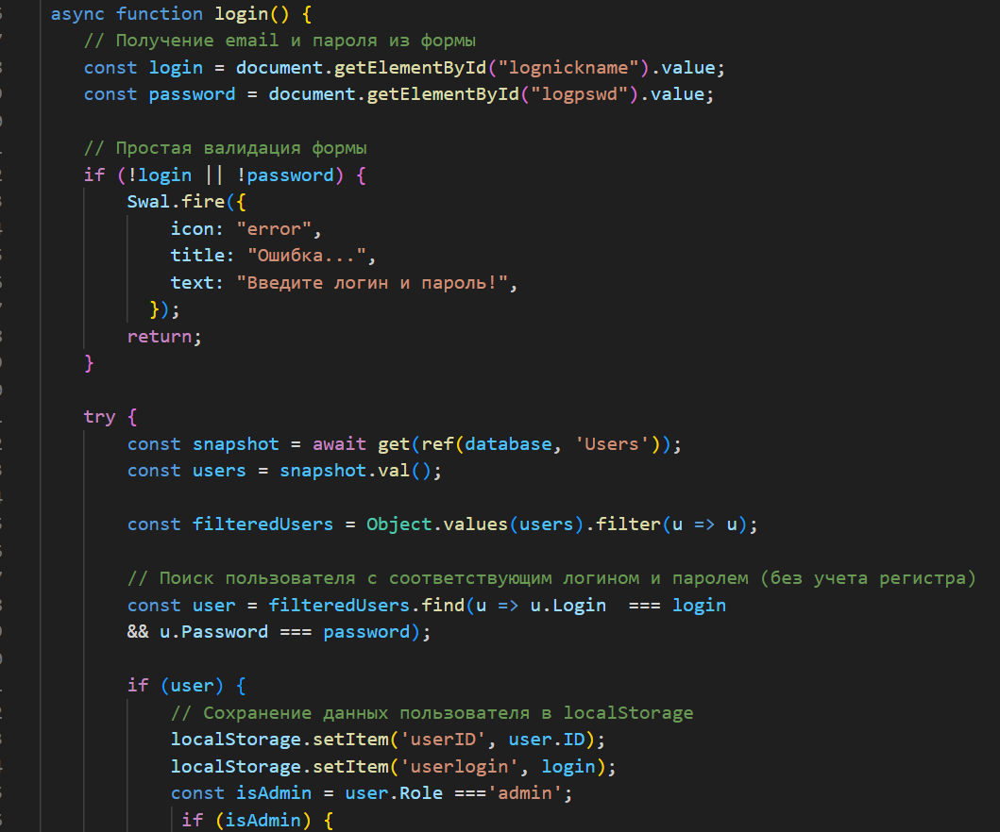 async function login() {
// Получение email и пароля из формы
const login = document.getElementById("lognickname").value;
const password = document.getElementById("logpswd").value;
// Простая валидация формы
if (!login || !password) {
Swal.fire({
icon: "error",
title: "Ошибка...",
text: "Введите логин и пароль!",
});
return;
}
try {
const snapshot = await get(ref(database, 'Users'));
const users = snapshot.val();
const filteredUsers = Object.values(users).filter(u => u);
// Поиск пользователя с соответствующим логином и паролем (без учета регистра)
const user = filteredUsers.find(u => u.Login  === login
&& u.Password === password);
if (user) {
// Сохранение данных пользователя в localStorage
localStorage.setItem('userID', user.ID);
localStorage.setItem('userlogin', login);
const isAdmin = user.Role ==='admin';
if (isAdmin) {